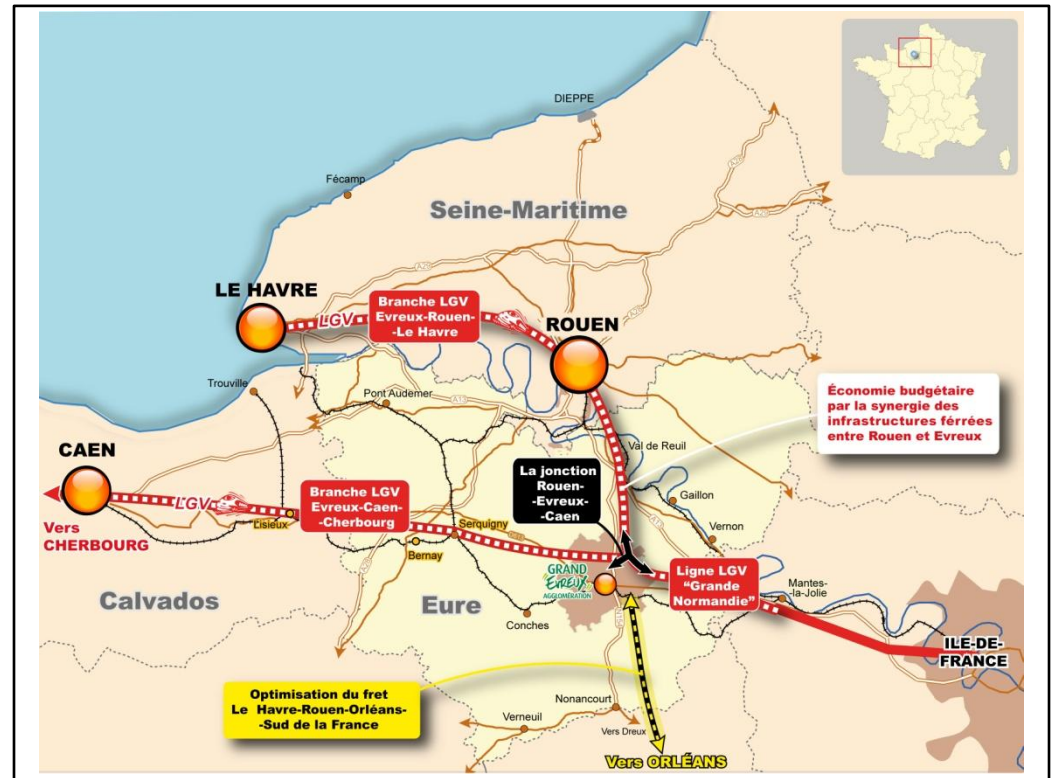 DIEPPE
Fécamp
Seine-Maritime
A29
A29
LE HAVRE
LGV
Branche LGV
Evreux-Rouen-
-Le Havre
ROUEN
Trouville
Pont Audemer
A13
Économie budgétaire
par la synergie des
infrastructures férrées
entre Rouen et Evreux
Val de Reuil
CAEN
La jonction
Rouen-
-Evreux-
-Caen
LGV
Branche LGV
Evreux-Caen-
-Cherbourg
Gaillon
A13
Vernon
Vers
CHERBOURG
Lisieux
Serquigny
Bernay
GRAND
EVREUX
AGGLOMÉRATION
Ligne LGV
"Grande
Normandie"
Mantes-
-la-Jolie
Calvados
Eure
Conches
ILE-DE-
FRANCE
Optimisation du fret
Le Havre-Rouen-Orléans-
-Sud de la France
Nonancourt
Verneuil
Vers Dreux
Vers ORLÉANS